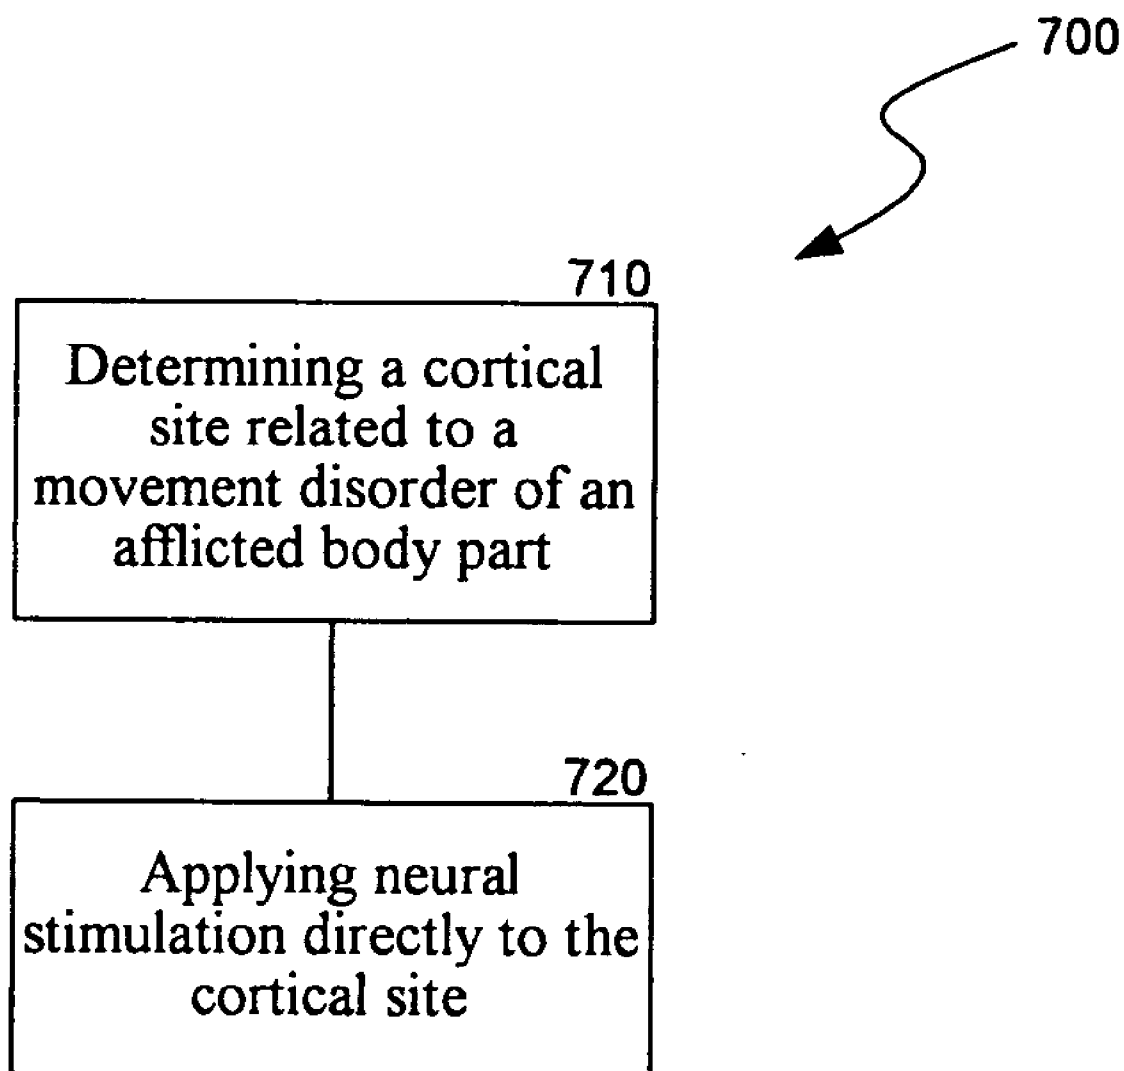 700
710
Determining a cortical
site related to a
movement disorder of an
afflicted body part
720
Applying neural
stimulation directly to the
cortical site